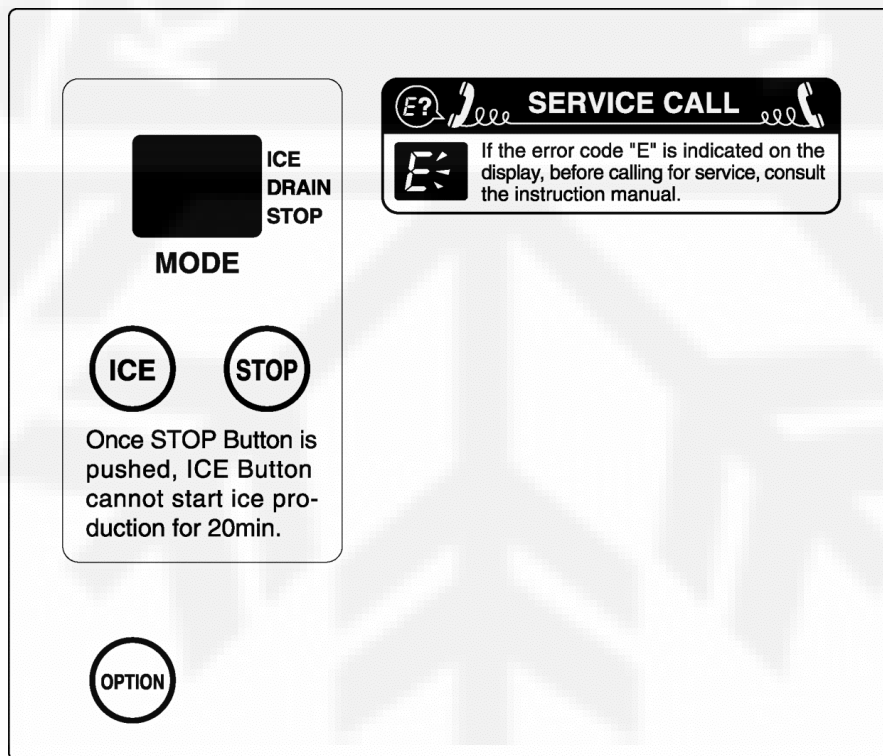 ICE
DRAIN
STOP
MODE
ICE
STOP
Once STOP Button is
pushed, ICE Button
cannot start ice pro-
duction for 20min.
OPTION
E?
SERVICE CALL
E
If the error code "E" is indicated on the
display, before calling for service, consult
the instruction manual.